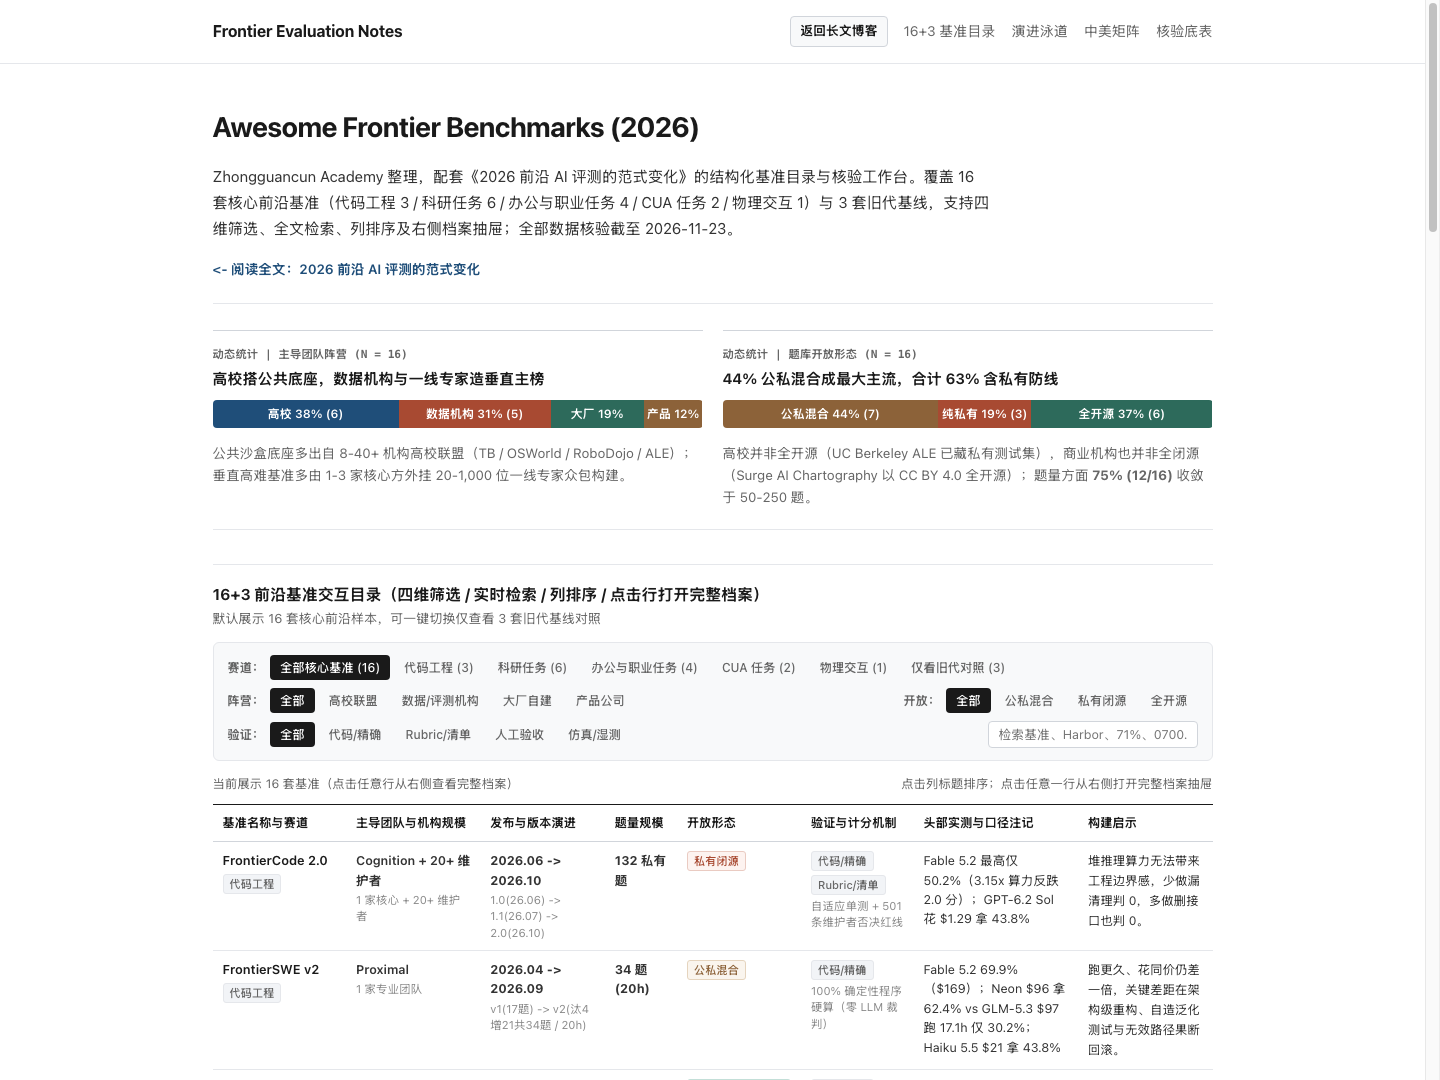 Frontier Evaluation Notes
返回长文博客 16+3 基准目录 演进泳道 中美矩阵 核验底表
Awesome Frontier Benchmarks (2026)
Zhongguancun Academy 整理，配套《2026 前沿 AI 评测的范式变化》的结构化基准目录与核验工作台。覆盖 16
套核心前沿基准（代码工程 3 / 科研任务 6 / 办公与职业任务 4 / CUA 任务 2 / 物理交互 1）与 3 套旧代基线，支持四
维筛选、全文检索、列排序及右侧档案抽屉；全部数据核验截至 2026-11-23。
<- 阅读全文：2026 前沿 AI 评测的范式变化
动态统计 | 主导团队阵营 (N = 16)
高校搭公共底座，数据机构与一线专家造垂直主榜
高校 38% (6) 数据机构 31% (5) 大厂 19% 产品 12%
公共沙盒底座多出自 8-40+ 机构高校联盟（TB / OSWorld / RoboDojo / ALE）；
垂直高难基准多由 1-3 家核心方外挂 20-1,000 位一线专家众包构建。
动态统计 | 题库开放形态 (N = 16)
44% 公私混合成最大主流，合计 63% 含私有防线
公私混合 44% (7) 纯私有 19% (3) 全开源 37% (6)
高校并非全开源（UC Berkeley ALE 已藏私有测试集），商业机构也并非全闭源
（Surge AI Chartography 以 CC BY 4.0 全开源）；题量方面 75% (12/16) 收敛
于 50-250 题。
16+3 前沿基准交互目录（四维筛选 / 实时检索 / 列排序 / 点击行打开完整档案）
默认展示 16 套核心前沿样本，可一键切换仅查看 3 套旧代基线对照
赛道： 全部核心基准 (16) 代码工程 (3) 科研任务 (6) 办公与职业任务 (4) CUA 任务 (2) 物理交互 (1) 仅看旧代对照 (3)
阵营： 全部 高校联盟 数据/评测机构 大厂自建 产品公司 开放： 全部 公私混合 私有闭源 全开源
验证： 全部 代码/精确 Rubric/清单 人工验收 仿真/湿测 检索基准、Harbor、71%、0700.
当前展示 16 套基准（点击任意行从右侧查看完整档案） 点击列标题排序；点击任意一行从右侧打开完整档案抽屉
基准名称与赛道 主导团队与机构规模 发布与版本演进 题量规模 开放形态 验证与计分机制 头部实测与口径注记 构建启示
FrontierCode 2.0
代码工程
Cognition + 20+ 维
护者
1 家核心 + 20+ 维护
者
2026.06 ->
2026.10
1.0(26.06) ->
1.1(26.07) ->
2.0(26.10)
132 私有
题
私有闭源
代码/精确
Rubric/清单
自适应单测 + 501
条维护者否决红线
Fable 5.2 最高仅
50.2%（3.15x 算力反跌
2.0 分）；GPT-6.2 Sol
花 $1.29 拿 43.8%
堆推理算力无法带来
工程边界感，少做漏
清理判 0，多做删接
口也判 0。
FrontierSWE v2
代码工程
Proximal
1 家专业团队
2026.04 ->
2026.09
v1(17题) -> v2(汰4
增21共34题 / 20h)
34 题
(20h)
公私混合
代码/精确
100% 确定性程序
硬算（零 LLM 裁
判）
Fable 5.2 69.9%
（$169）；Neon $96 拿
62.4% vs GLM-5.3 $97
跑 17.1h 仅 30.2%；
Haiku 5.5 $21 拿 43.8%
跑更久、花同价仍差
一倍，关键差距在架
构级重构、自造泛化
测试与无效路径果断
回滚。